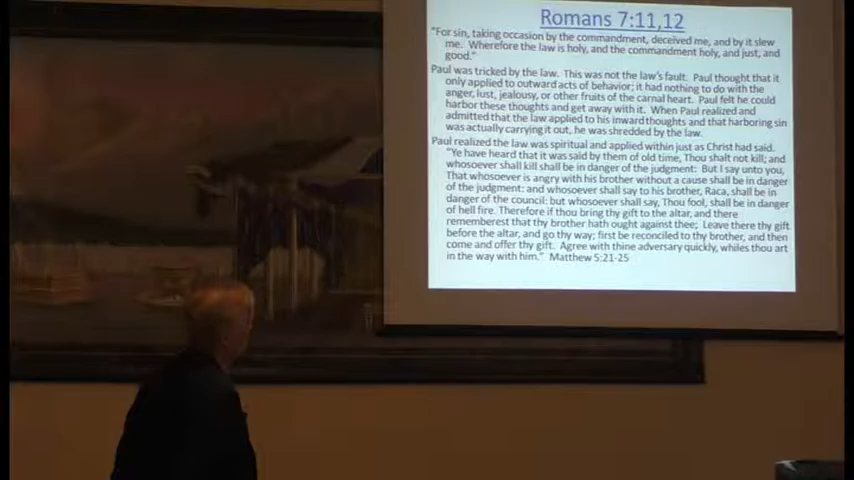 Romans 7:11,12
"For sin, taking occasion by the commandment, deceived me, and by it slew
me. Wherefore the law is holy, and the commandment holy, and just, and
good."
Paul was tricked by the law. This was not the law's fault. Paul thought that it
only applied to outward acts of behavior; it had nothing to do with the
anger, lust, jealousy, or other fruits of the carnal heart. Paul felt he could
harbor these thoughts and get away with it. When Paul realized and
admitted that the law applied to his inward thoughts and that harboring sin
was actually carrying it out, he was shredded by the law.
Paul realized the law was spiritual and applied within just as Christ had said.
"Ye have heard that it was said by them of old time, Thou shalt not kill; and
whosoever shall kill shall be in danger of the judgment: But I say unto you,
That whosoever is angry with his brother without a cause shall be in danger
of the judgment: and whosoever shall say to his brother, Raca, shall be in
danger of the council: but whosoever shall say, Thou fool, shall be in danger
of hell fire. Therefore if thou bring thy gift to the altar, and there
rememberest that thy brother hath ought against thee; Leave there thy gift
before the altar, and go thy way; first be reconciled to thy brother, and then
come and offer thy gift. Agree with thine adversary quickly, whiles thou art
in the way with him." Matthew 5:21-25